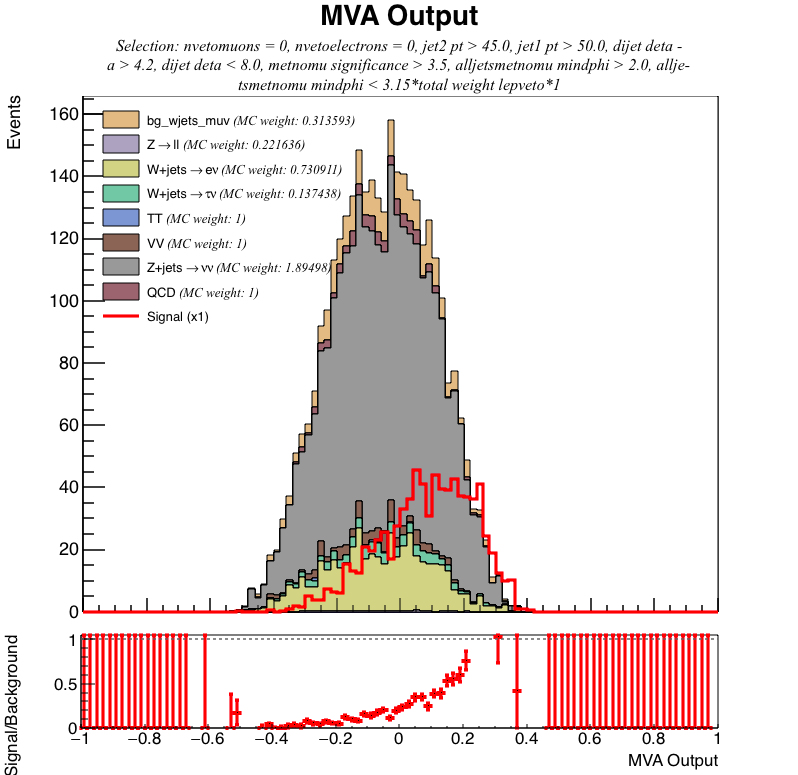 MVA Output
Selection: nvetomuons = 0, nvetoelectrons = 0, jet2 pt > 45.0, jet1 pt > 50.0, dijet deta -
a > 4.2, dijet deta < 8.0, metnomu significance > 3.5, alljetsmetnomu mindphi > 2.0, allje-
tsmetnomu mindphi < 3.15*total weight lepveto*1
Events
160
140
120
100
80
60
40
20
0
bg_wjets_muv (MC weight: 0.313593)
Z→ll (MC weight: 0.221636)
W+jets→eν (MC weight: 0.730911)
W+jets→τν (MC weight: 0.137438)
TT (MC weight: 1)
VV (MC weight: 1)
Z+jets→νν (MC weight: 1.89498)
QCD (MC weight: 1)
Signal (x1)
Signal/Background
1
0.5
0
−1 −0.8 −0.6 −0.4 −0.2 0 0.2 0.4 0.6 0.8 1
MVA Output